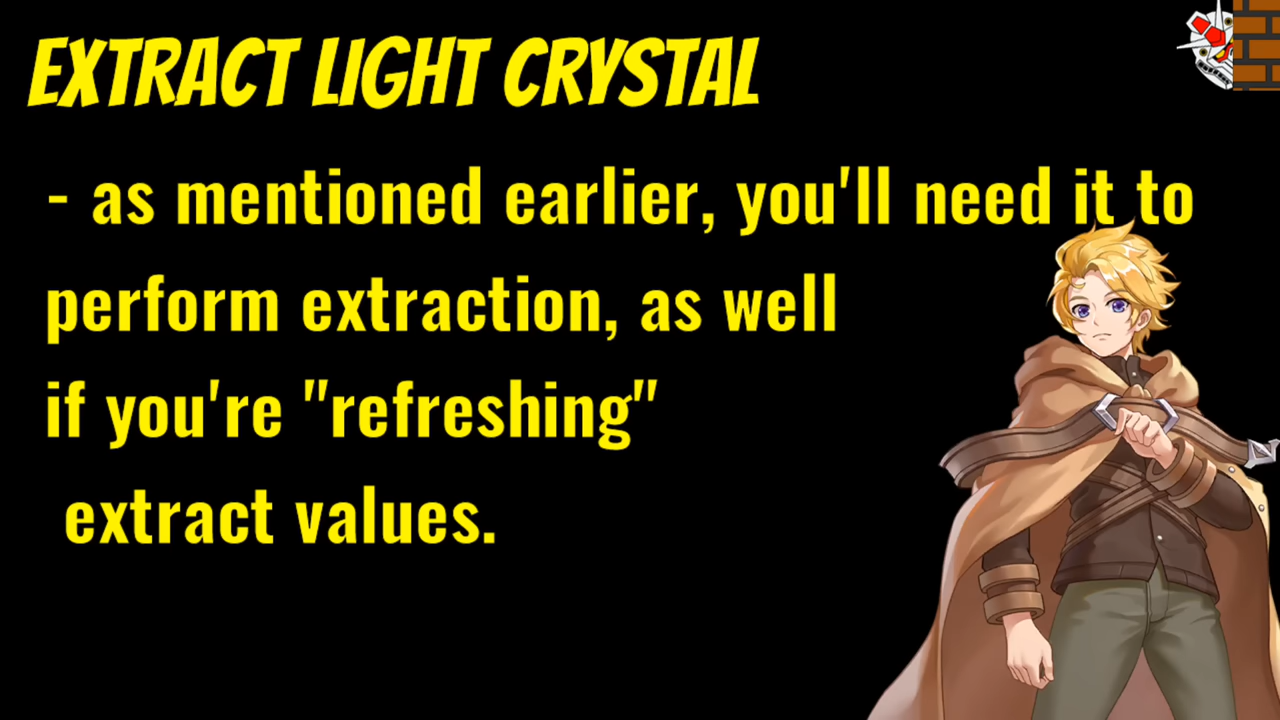 EXTRACT LIGHT CRYSTAL
- as mentioned earlier, you'll need it to
perform extraction, as well
if you're "refreshing"
extract values.